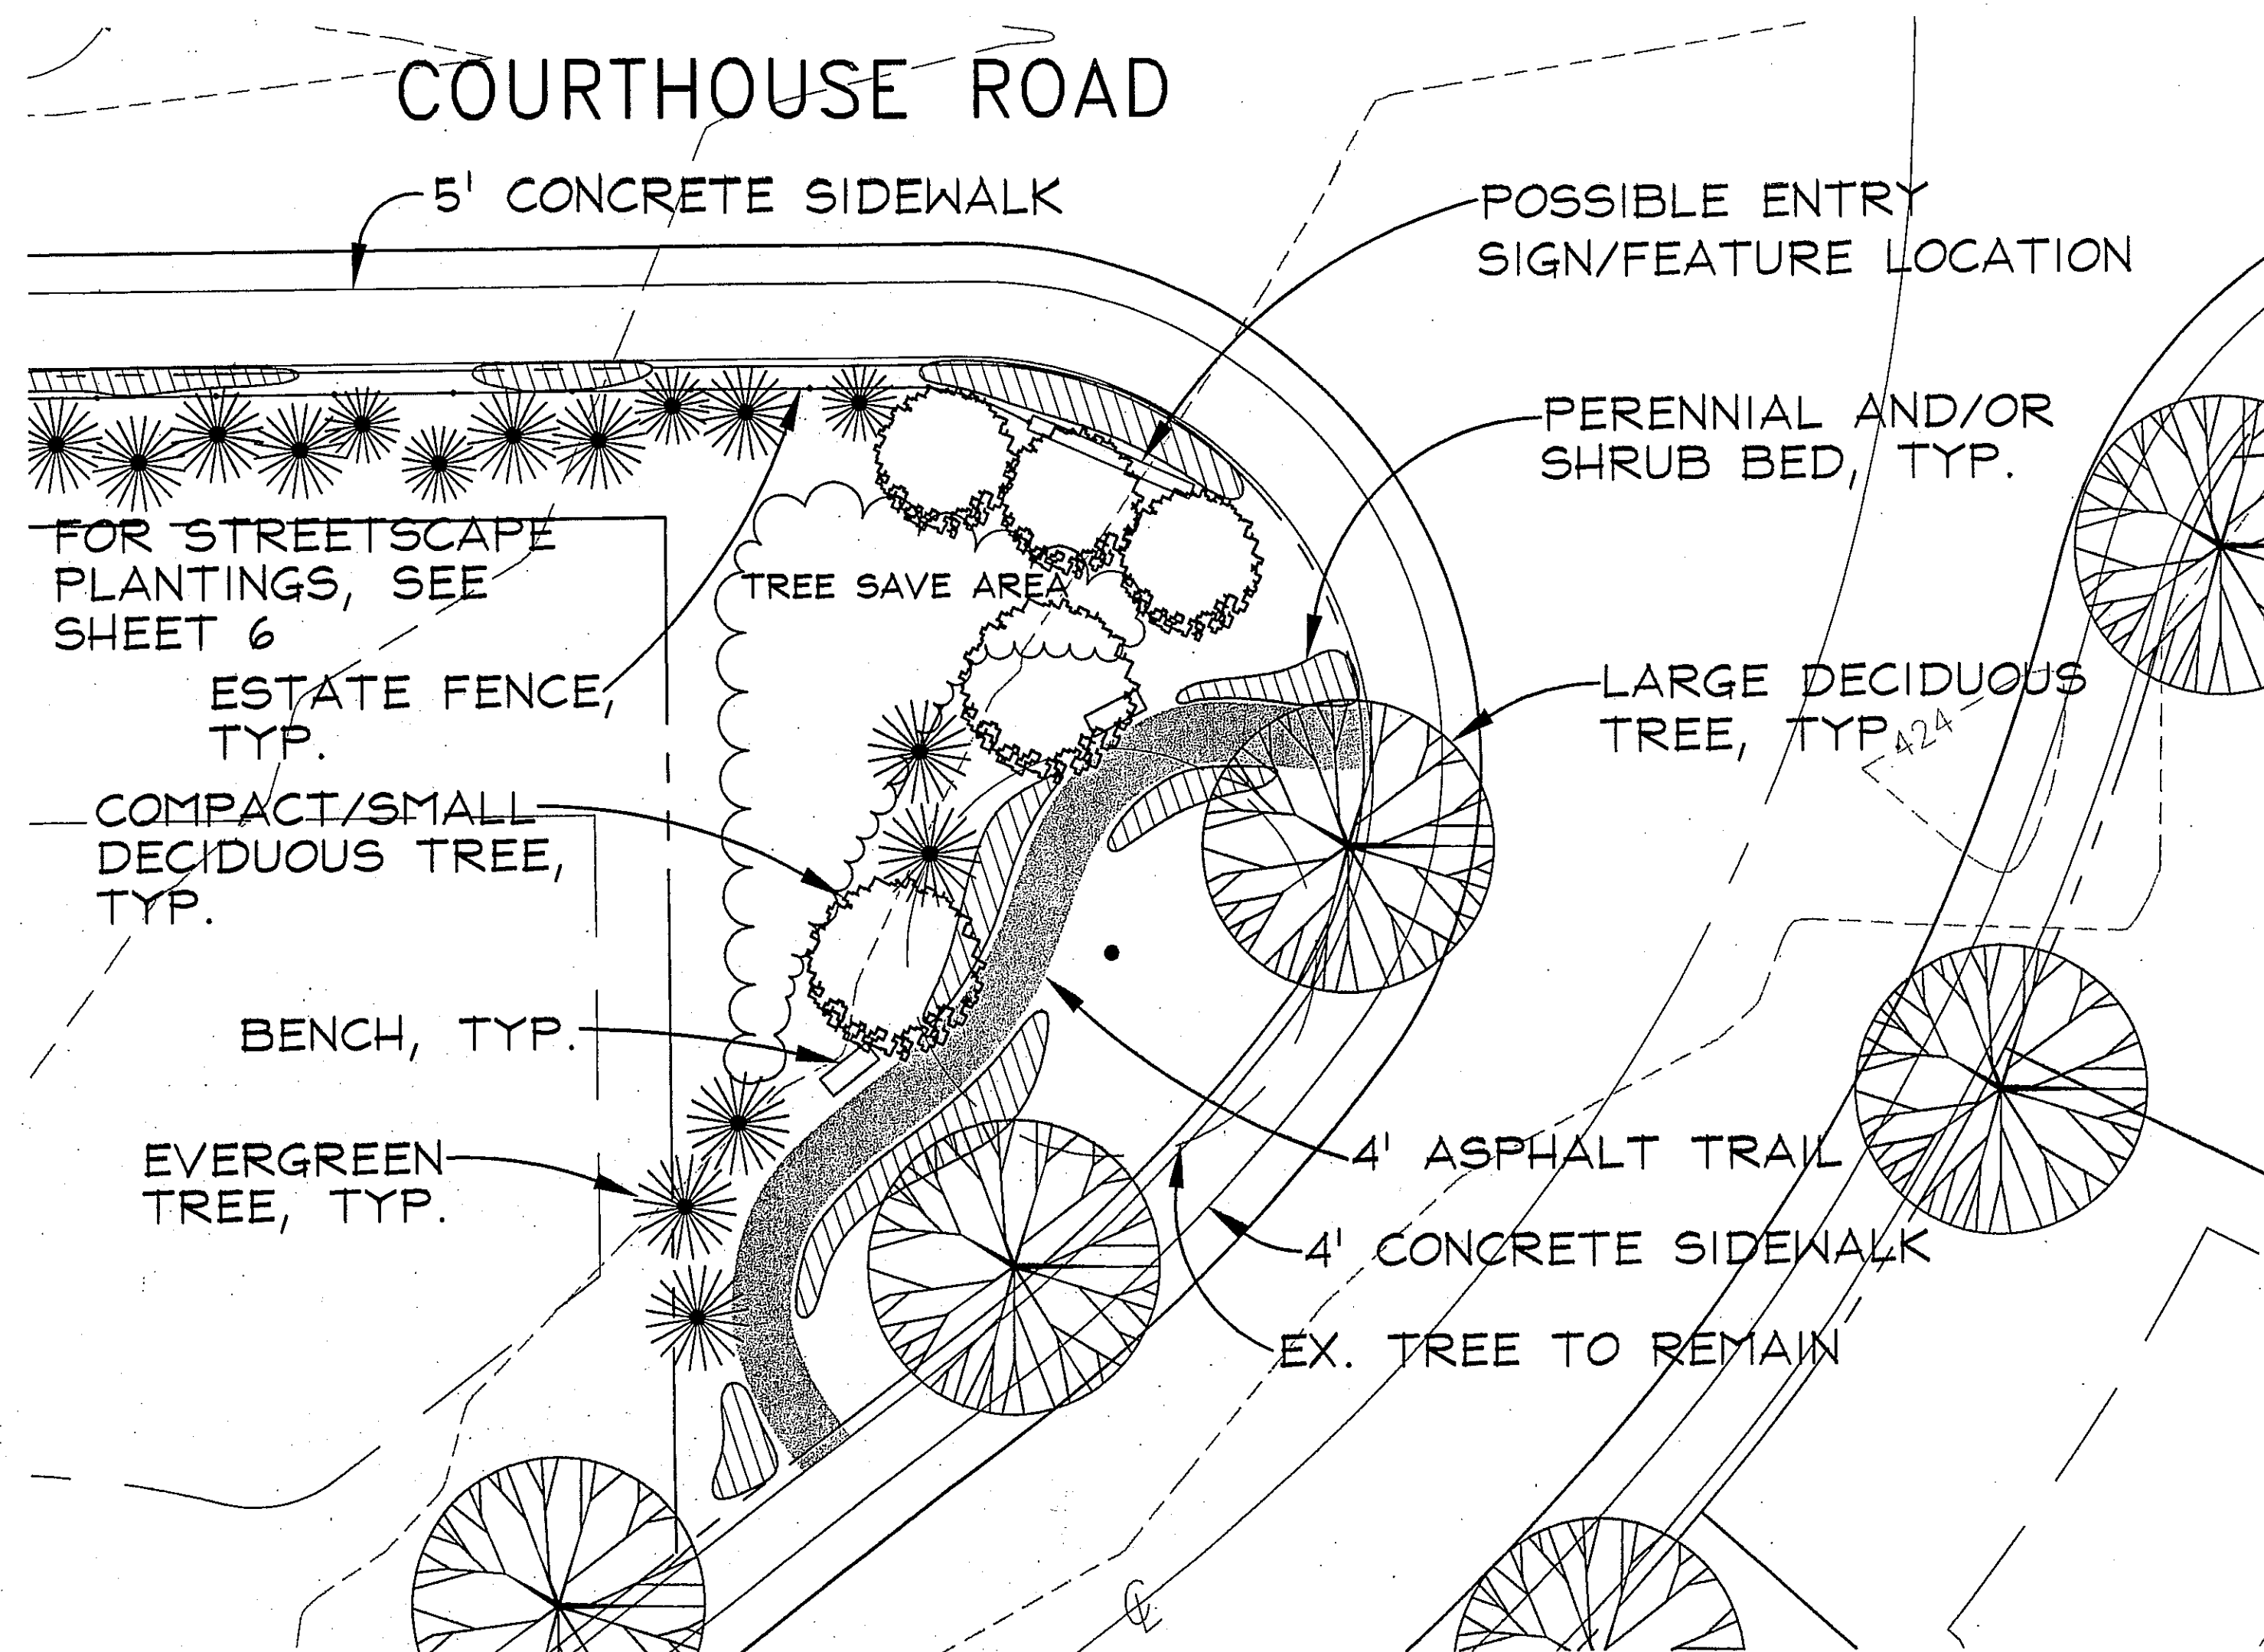 COURTHOUSE ROAD
5' CONCRETE SIDEWALK
POSSIBLE ENTRY
SIGN/FEATURE LOCATION
PERENNIAL AND/OR
SHRUB BED, TYP.
FOR STREETSCAPE
PLANTINGS, SEE
SHEET 6
TREE SAVE AREA
ESTATE FENCE,
TYP.
LARGE DECIDUOUS
TREE, TYP.
424
COMPACT/SMALL
DECIDUOUS TREE,
TYP.
BENCH, TYP.
EVERGREEN
TREE, TYP.
4' ASPHALT TRAIL
4' CONCRETE SIDEWALK
EX. TREE TO REMAIN
℄